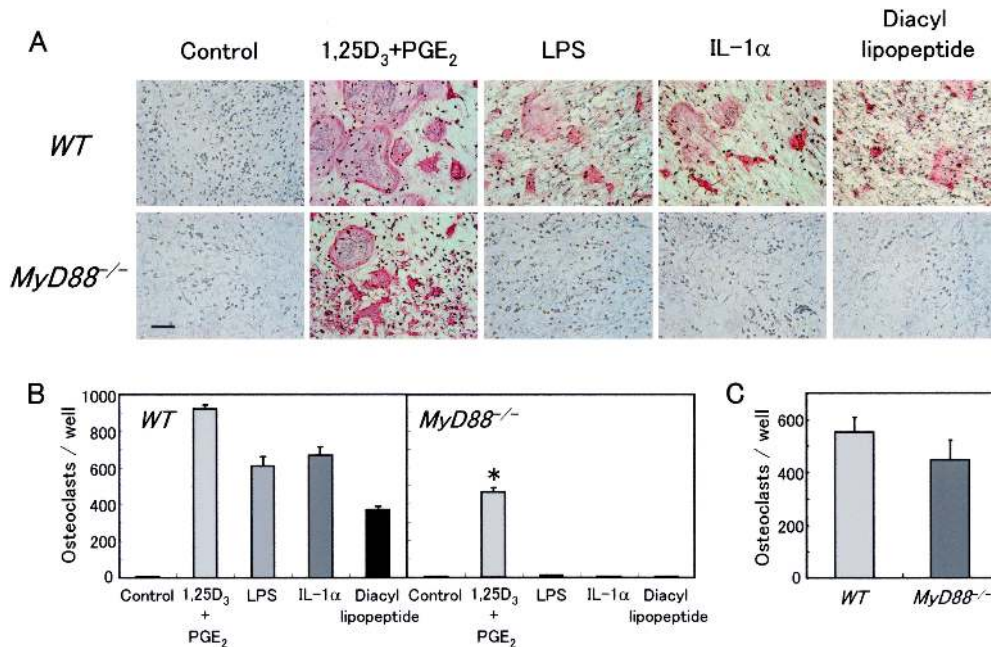 A
Control
1,25D₃+PGE₂
LPS
IL-1α
Diacyl
lipopeptide
WT
MyD88⁻/⁻
B
Osteoclasts / well
1000
800
600
400
200
0
WT
MyD88⁻/⁻
*
Control
1,25D₃
+
PGE₂
LPS
IL-1α
Diacyl
lipopeptide
Control
1,25D₃
+
PGE₂
LPS
IL-1α
Diacyl
lipopeptide
C
Osteoclasts / well
600
400
200
0
WT
MyD88⁻/⁻